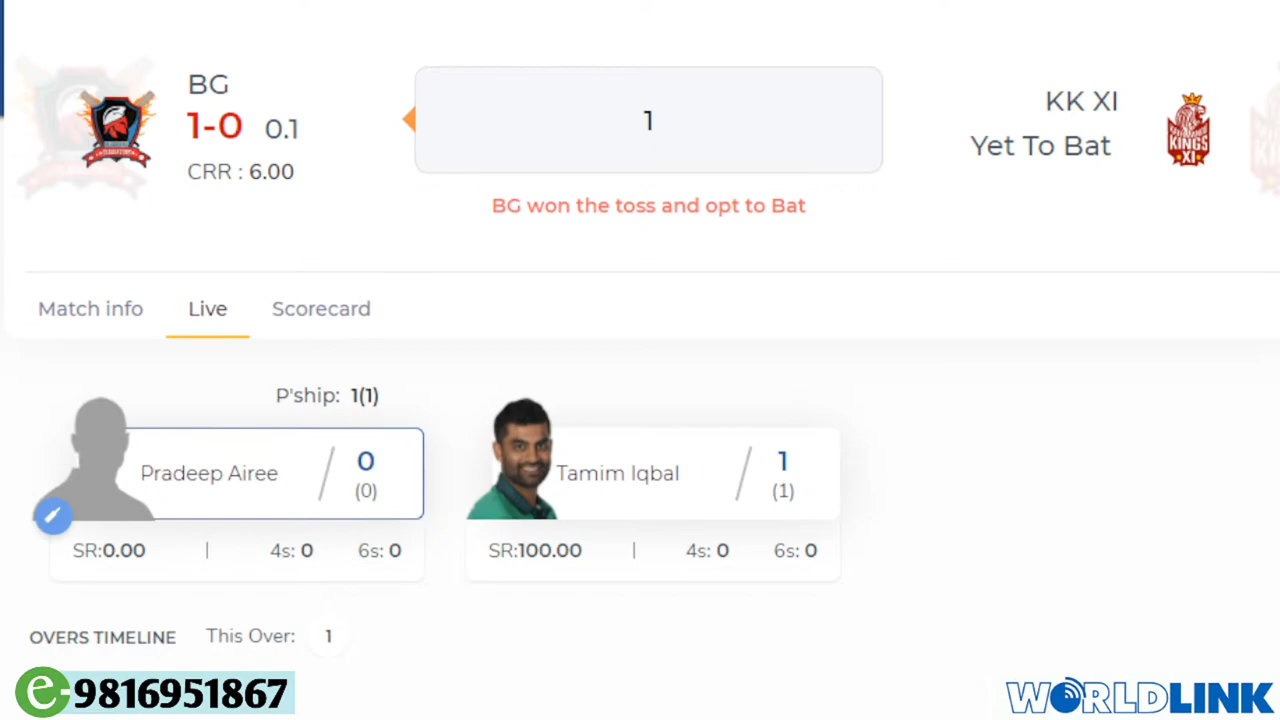 BG
1-0 0.1
CRR : 6.00
1
KK XI
Yet To Bat
KINGS
XI
BG won the toss and opt to Bat
Match info Live Scorecard
P'ship: 1(1)
Pradeep Airee 0
(0)
Tamim Iqbal 1
(1)
SR:0.00 | 4s: 0 6s: 0
SR:100.00 | 4s: 0 6s: 0
OVERS TIMELINE This Over: 1
e-9816951867
WORLDLINK